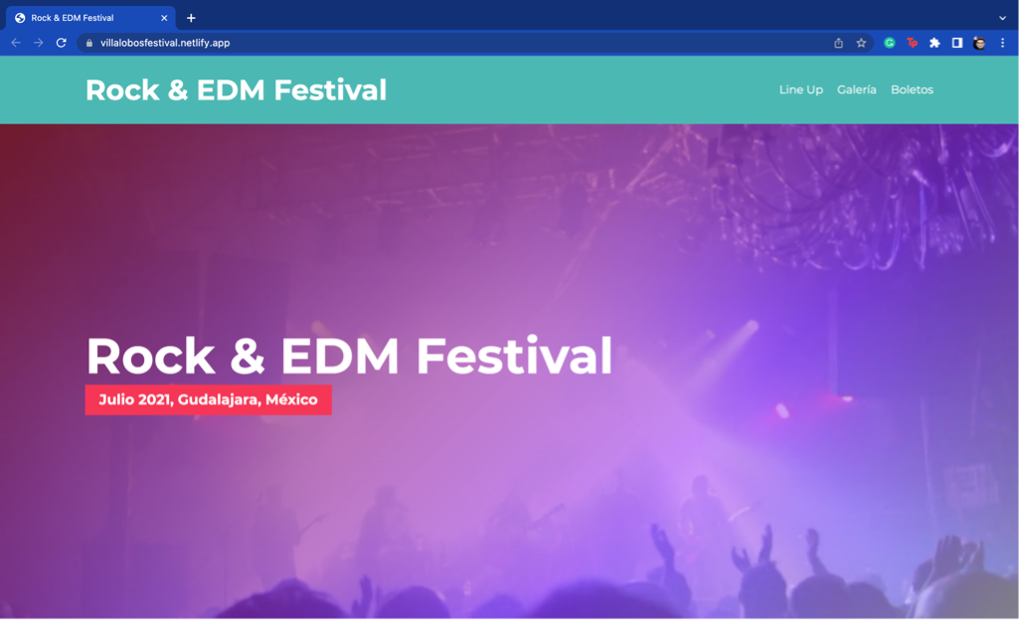 Rock & EDM Festival
villalobosfestival.netlify.app
Rock & EDM Festival
Line Up Galería Boletos
Rock & EDM Festival
Julio 2021, Gudalajara, México